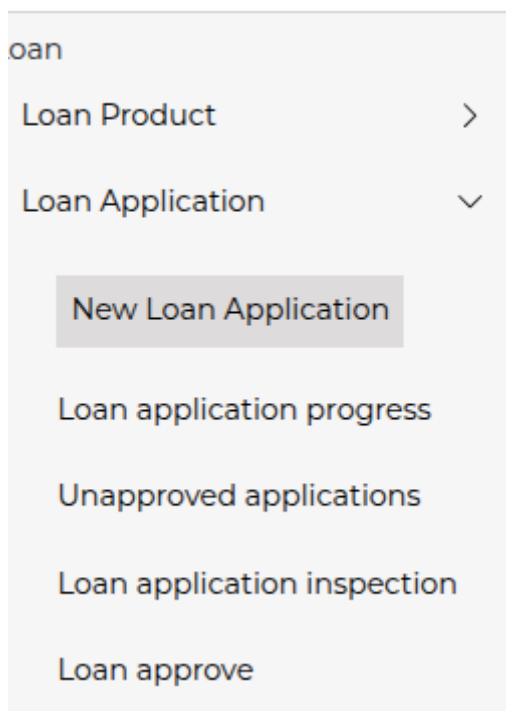 oan
Loan Product
Loan Application
New Loan Application
Loan application progress
Unapproved applications
Loan application inspection
Loan approve